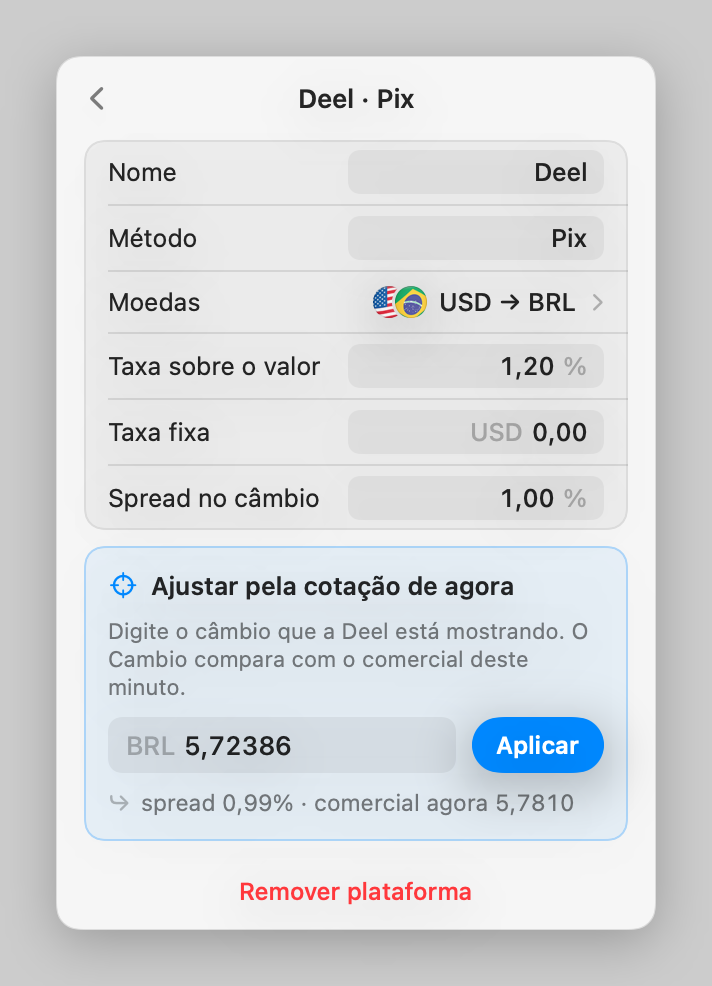 Deel · Pix
Nome Deel
Método Pix
Moedas USD → BRL
Taxa sobre o valor 1,20 %
Taxa fixa USD 0,00
Spread no câmbio 1,00 %
Ajustar pela cotação de agora
Digite o câmbio que a Deel está mostrando. O
Cambio compara com o comercial deste
minuto.
BRL 5,72386 Aplicar
spread 0,99% · comercial agora 5,7810
Remover plataforma